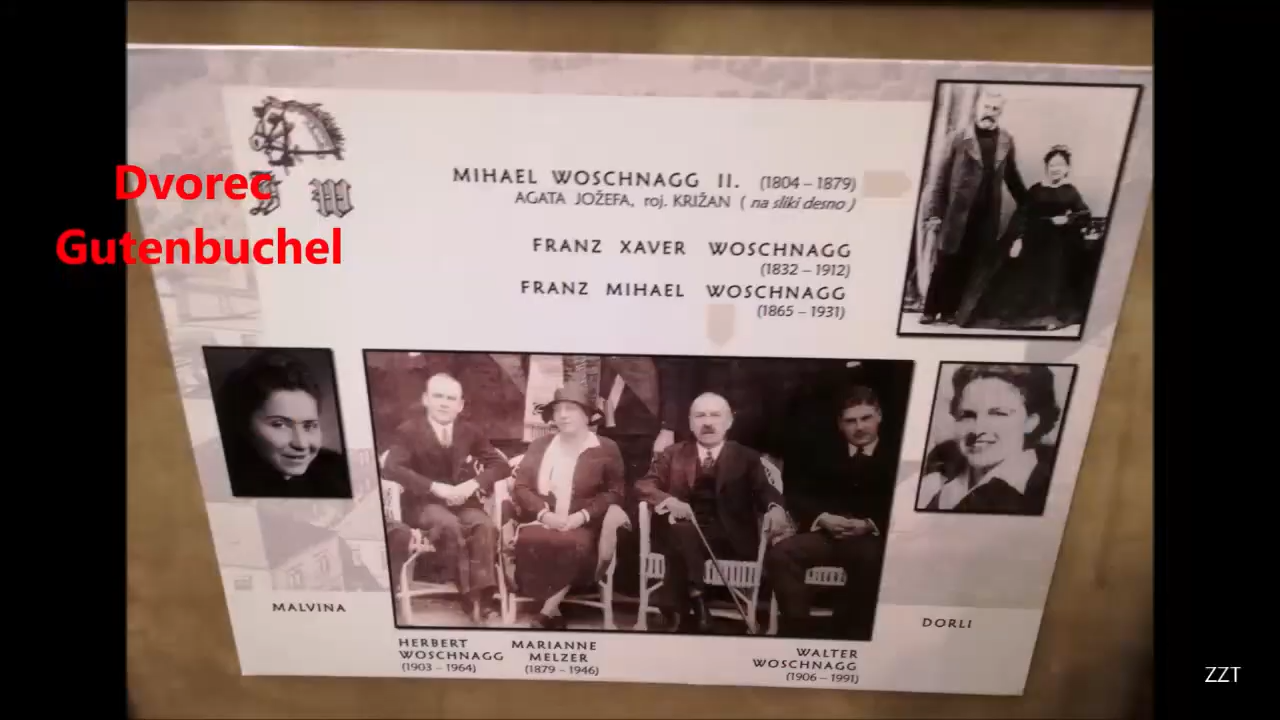 Dvorec
Gutenbuchel
MIHAEL WOSCHNAGG II. (1804 – 1879)
AGATA JOŽEFA, roj. KRIŽAN ( na sliki desno )
FRANZ XAVER WOSCHNAGG
(1832 – 1912)
FRANZ MIHAEL WOSCHNAGG
(1865 – 1931)
MALVINA
DORLI
HERBERT
WOSCHNAGG
(1903 – 1964)
MARIANNE
MELZER
(1879 – 1946)
WALTER
WOSCHNAGG
(1906 – 1991)
ZZT